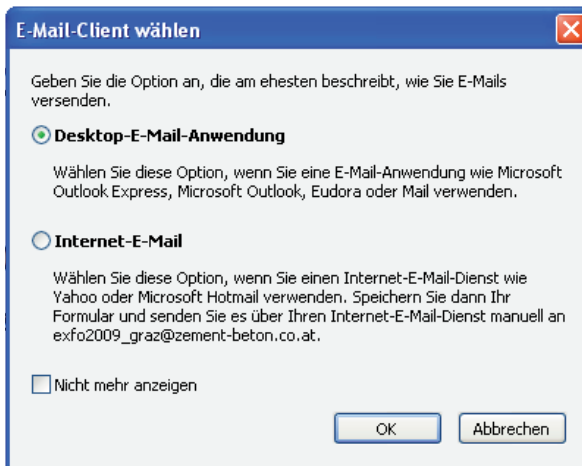 E-Mail-Client wählen
Geben Sie die Option an, die am ehesten beschreibt, wie Sie E-Mails
versenden.
Desktop-E-Mail-Anwendung
Wählen Sie diese Option, wenn Sie eine E-Mail-Anwendung wie Microsoft
Outlook Express, Microsoft Outlook, Eudora oder Mail verwenden.
Internet-E-Mail
Wählen Sie diese Option, wenn Sie einen Internet-E-Mail-Dienst wie
Yahoo oder Microsoft Hotmail verwenden. Speichern Sie dann Ihr
Formular und senden Sie es über Ihren Internet-E-Mail-Dienst manuell an
exfo2009_graz@zement-beton.co.at.
Nicht mehr anzeigen
OK
Abbrechen